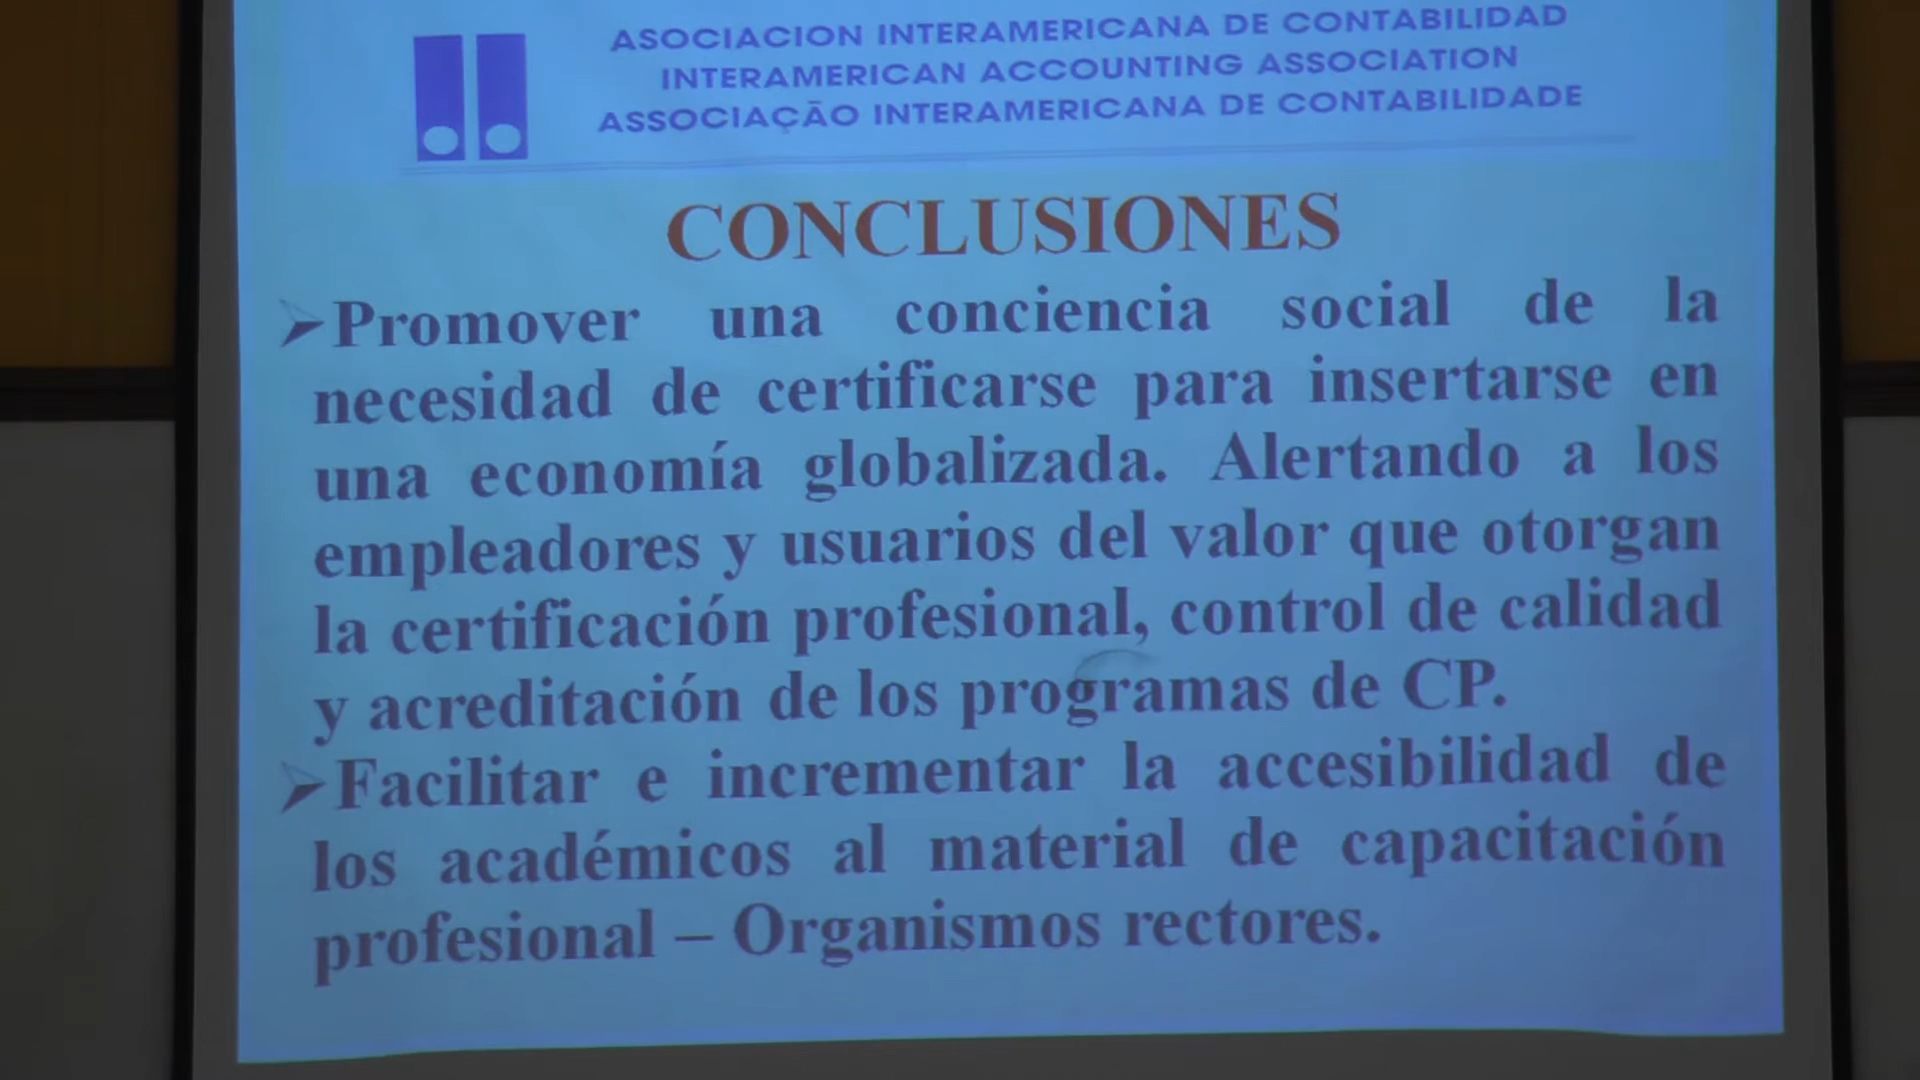 ASOCIACION INTERAMERICANA DE CONTABILIDAD
INTERAMERICAN ACCOUNTING ASSOCIATION
ASSOCIAÇÃO INTERAMERICANA DE CONTABILIDADE
CONCLUSIONES
➢Promover una conciencia social de la
necesidad de certificarse para insertarse en
una economía globalizada. Alertando a los
empleadores y usuarios del valor que otorgan
la certificación profesional, control de calidad
y acreditación de los programas de CP.
➢Facilitar e incrementar la accesibilidad de
los académicos al material de capacitación
profesional – Organismos rectores.